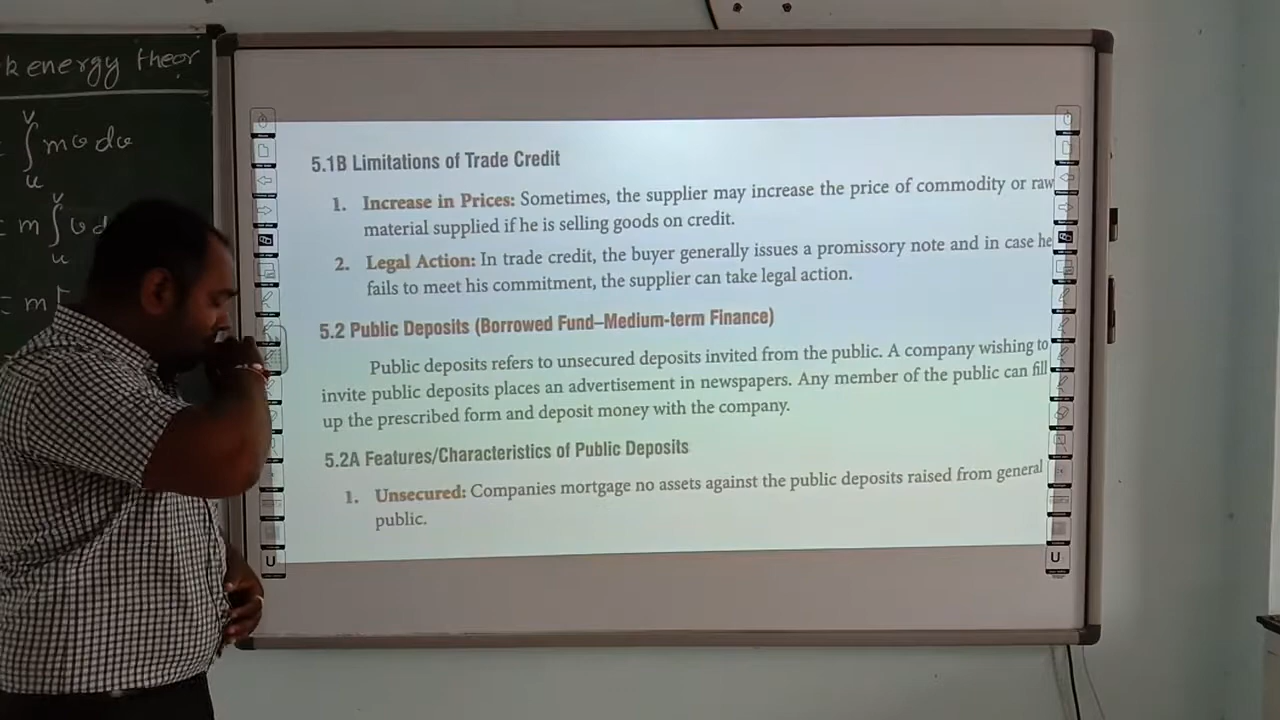 k energy theor
= ∫ mv dv
v
u
= m ∫ v d
v
u
= m [
5.1B Limitations of Trade Credit
1. Increase in Prices: Sometimes, the supplier may increase the price of commodity or raw
material supplied if he is selling goods on credit.
2. Legal Action: In trade credit, the buyer generally issues a promissory note and in case he
fails to meet his commitment, the supplier can take legal action.
5.2 Public Deposits (Borrowed Fund–Medium-term Finance)
Public deposits refers to unsecured deposits invited from the public. A company wishing to
invite public deposits places an advertisement in newspapers. Any member of the public can fill
up the prescribed form and deposit money with the company.
5.2A Features/Characteristics of Public Deposits
1. Unsecured: Companies mortgage no assets against the public deposits raised from general
public.
U
U